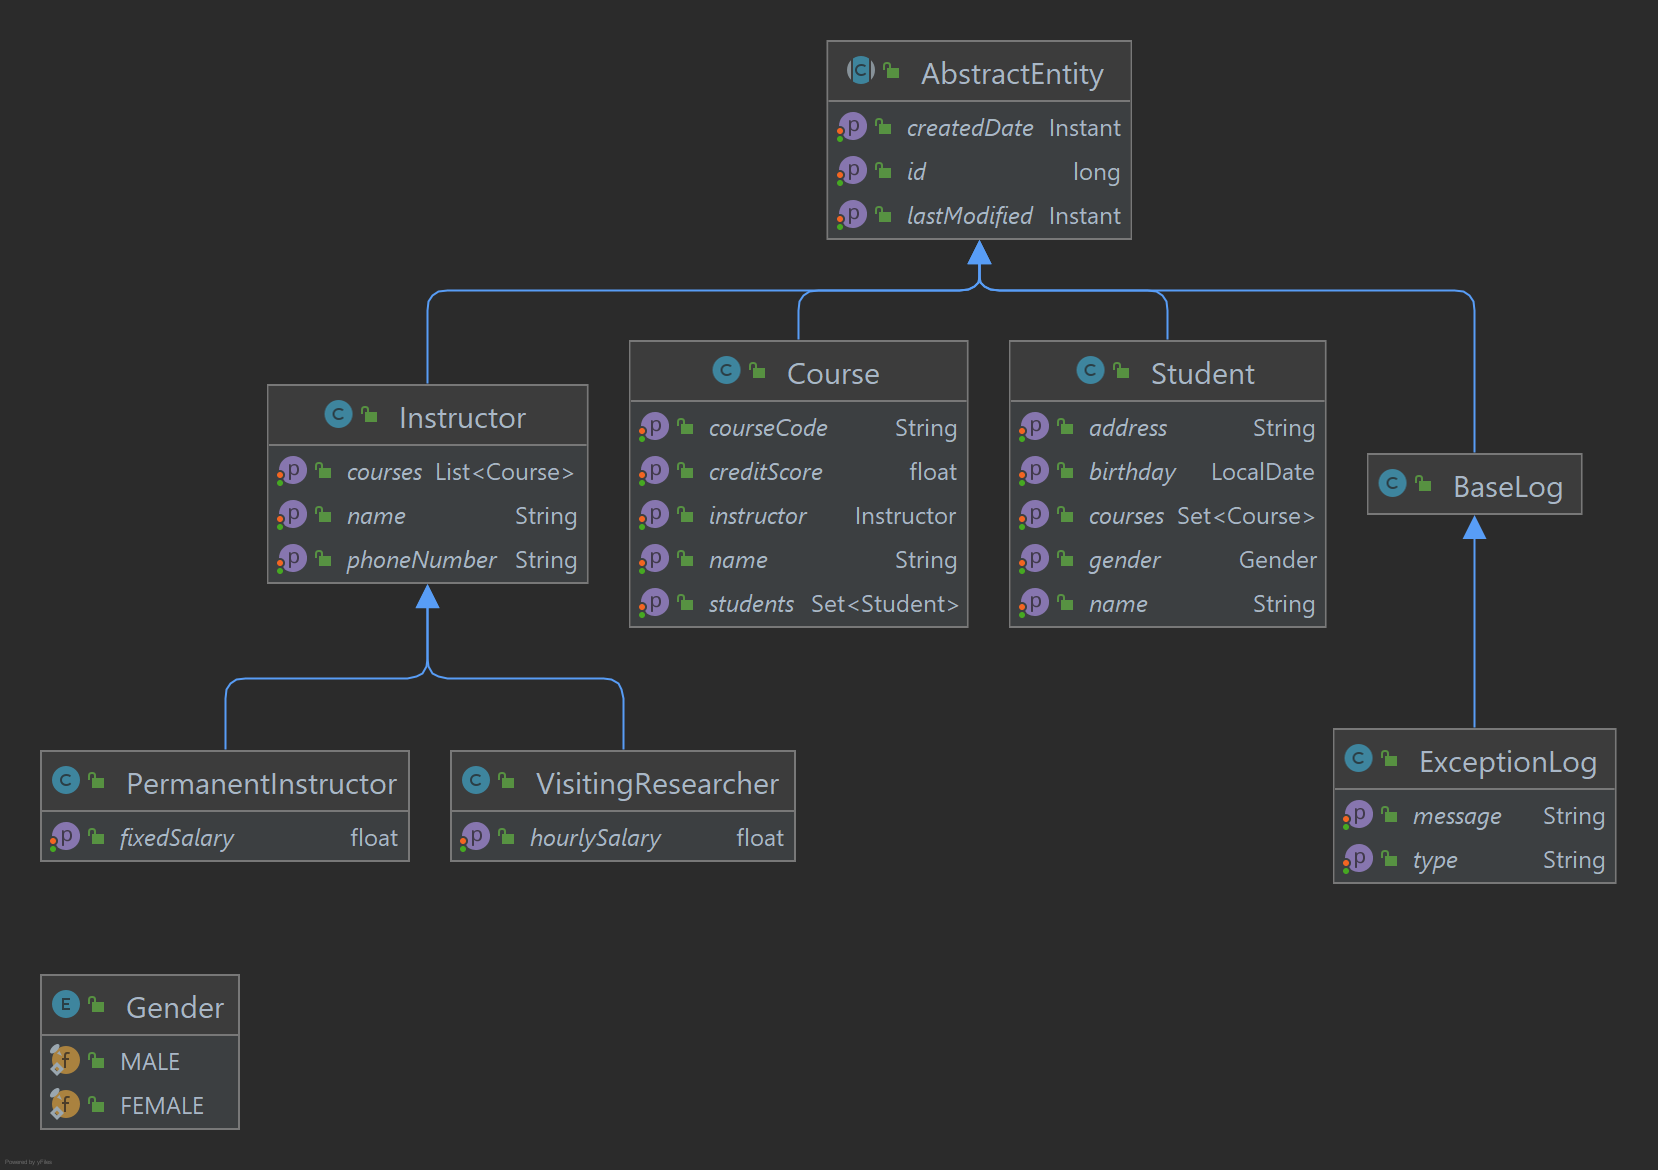 AbstractEntity
createdDate Instant
id long
lastModified Instant
Instructor
courses List<Course>
name String
phoneNumber String
Course
courseCode String
creditScore float
instructor Instructor
name String
students Set<Student>
Student
address String
birthday LocalDate
courses Set<Course>
gender Gender
name String
BaseLog
PermanentInstructor
fixedSalary float
VisitingResearcher
hourlySalary float
ExceptionLog
message String
type String
Gender
MALE
FEMALE
Powered by yFiles